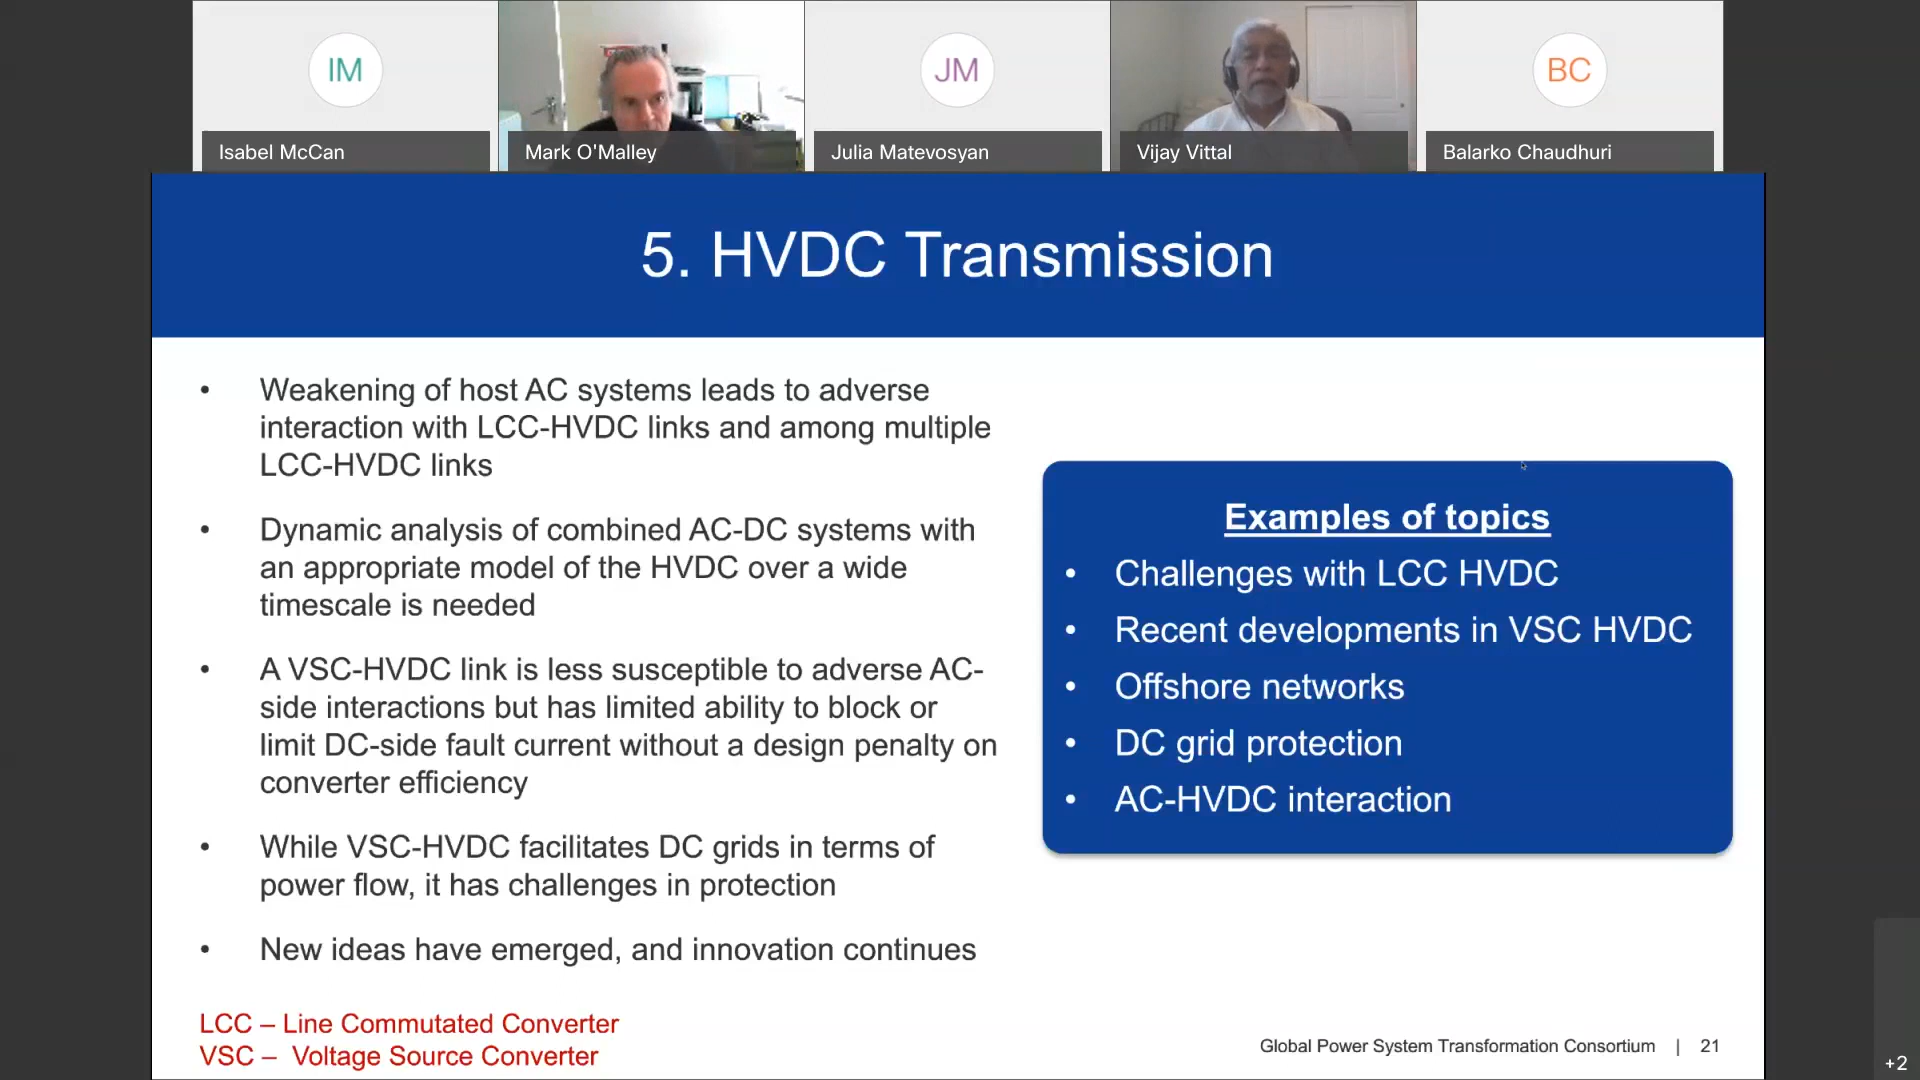 IM
JM
BC
Isabel McCan
Mark O'Malley
Julia Matevosyan
Vijay Vittal
Balarko Chaudhuri
5. HVDC Transmission
• Weakening of host AC systems leads to adverse
interaction with LCC-HVDC links and among multiple
LCC-HVDC links
• Dynamic analysis of combined AC-DC systems with
an appropriate model of the HVDC over a wide
timescale is needed
• A VSC-HVDC link is less susceptible to adverse AC-
side interactions but has limited ability to block or
limit DC-side fault current without a design penalty on
converter efficiency
• While VSC-HVDC facilitates DC grids in terms of
power flow, it has challenges in protection
• New ideas have emerged, and innovation continues
LCC – Line Commutated Converter
VSC – Voltage Source Converter
Examples of topics
• Challenges with LCC HVDC
• Recent developments in VSC HVDC
• Offshore networks
• DC grid protection
• AC-HVDC interaction
Global Power System Transformation Consortium | 21
+2